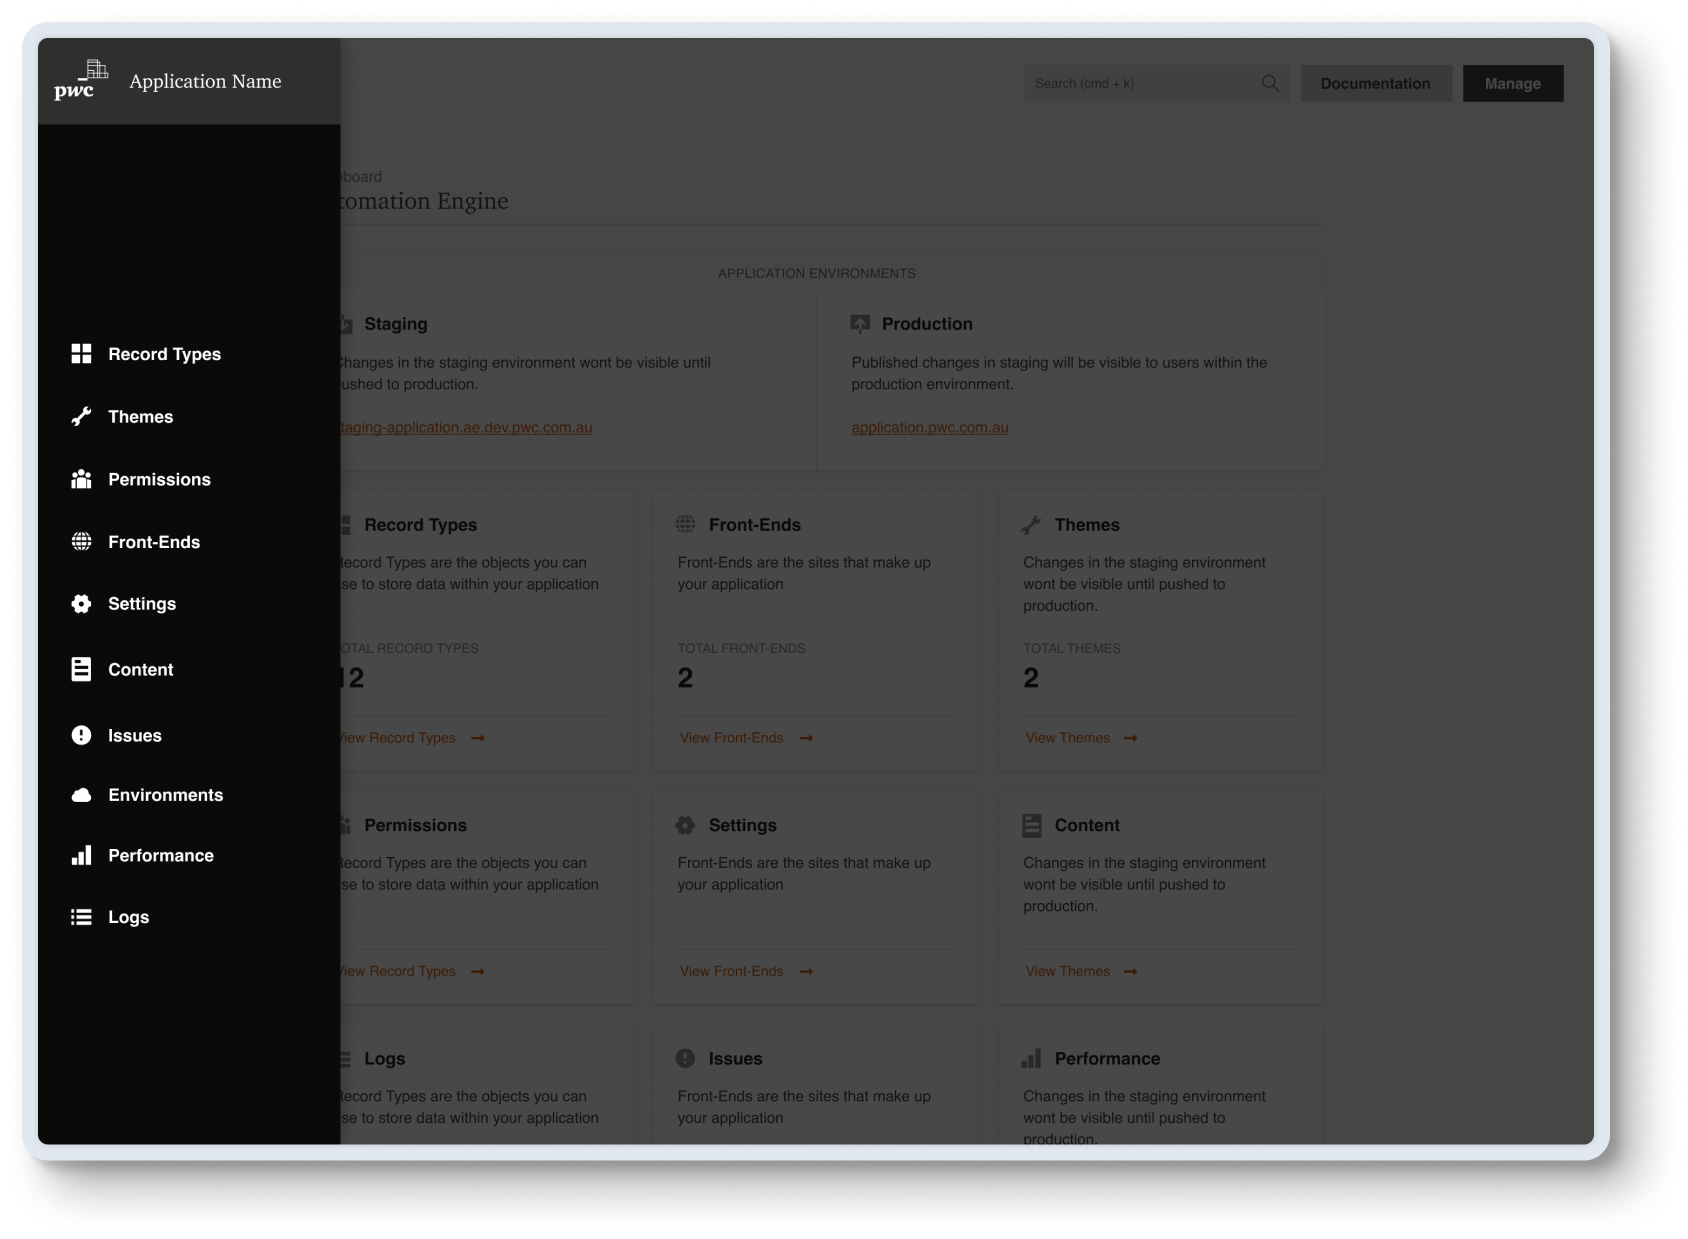 pwc
Application Name
Search (cmd + k)
Documentation
Manage
Record Types
Themes
Permissions
Front-Ends
Settings
Content
Issues
Environments
Performance
Logs
board
tomation Engine
APPLICATION ENVIRONMENTS
Staging
Changes in the staging environment wont be visible until
ushed to production.
taging-application.ae.dev.pwc.com.au
Production
Published changes in staging will be visible to users within the
production environment.
application.pwc.com.au
Record Types
Record Types are the objects you can
se to store data within your application
OTAL RECORD TYPES
12
View Record Types
Front-Ends
Front-Ends are the sites that make up
your application
TOTAL FRONT-ENDS
2
View Front-Ends
Themes
Changes in the staging environment
wont be visible until pushed to
production.
TOTAL THEMES
2
View Themes
Permissions
Record Types are the objects you can
se to store data within your application
View Record Types
Settings
Front-Ends are the sites that make up
your application
View Front-Ends
Content
Changes in the staging environment
wont be visible until pushed to
production.
View Themes
Logs
Record Types are the objects you can
se to store data within your application
Issues
Front-Ends are the sites that make up
your application
Performance
Changes in the staging environment
wont be visible until pushed to
production.